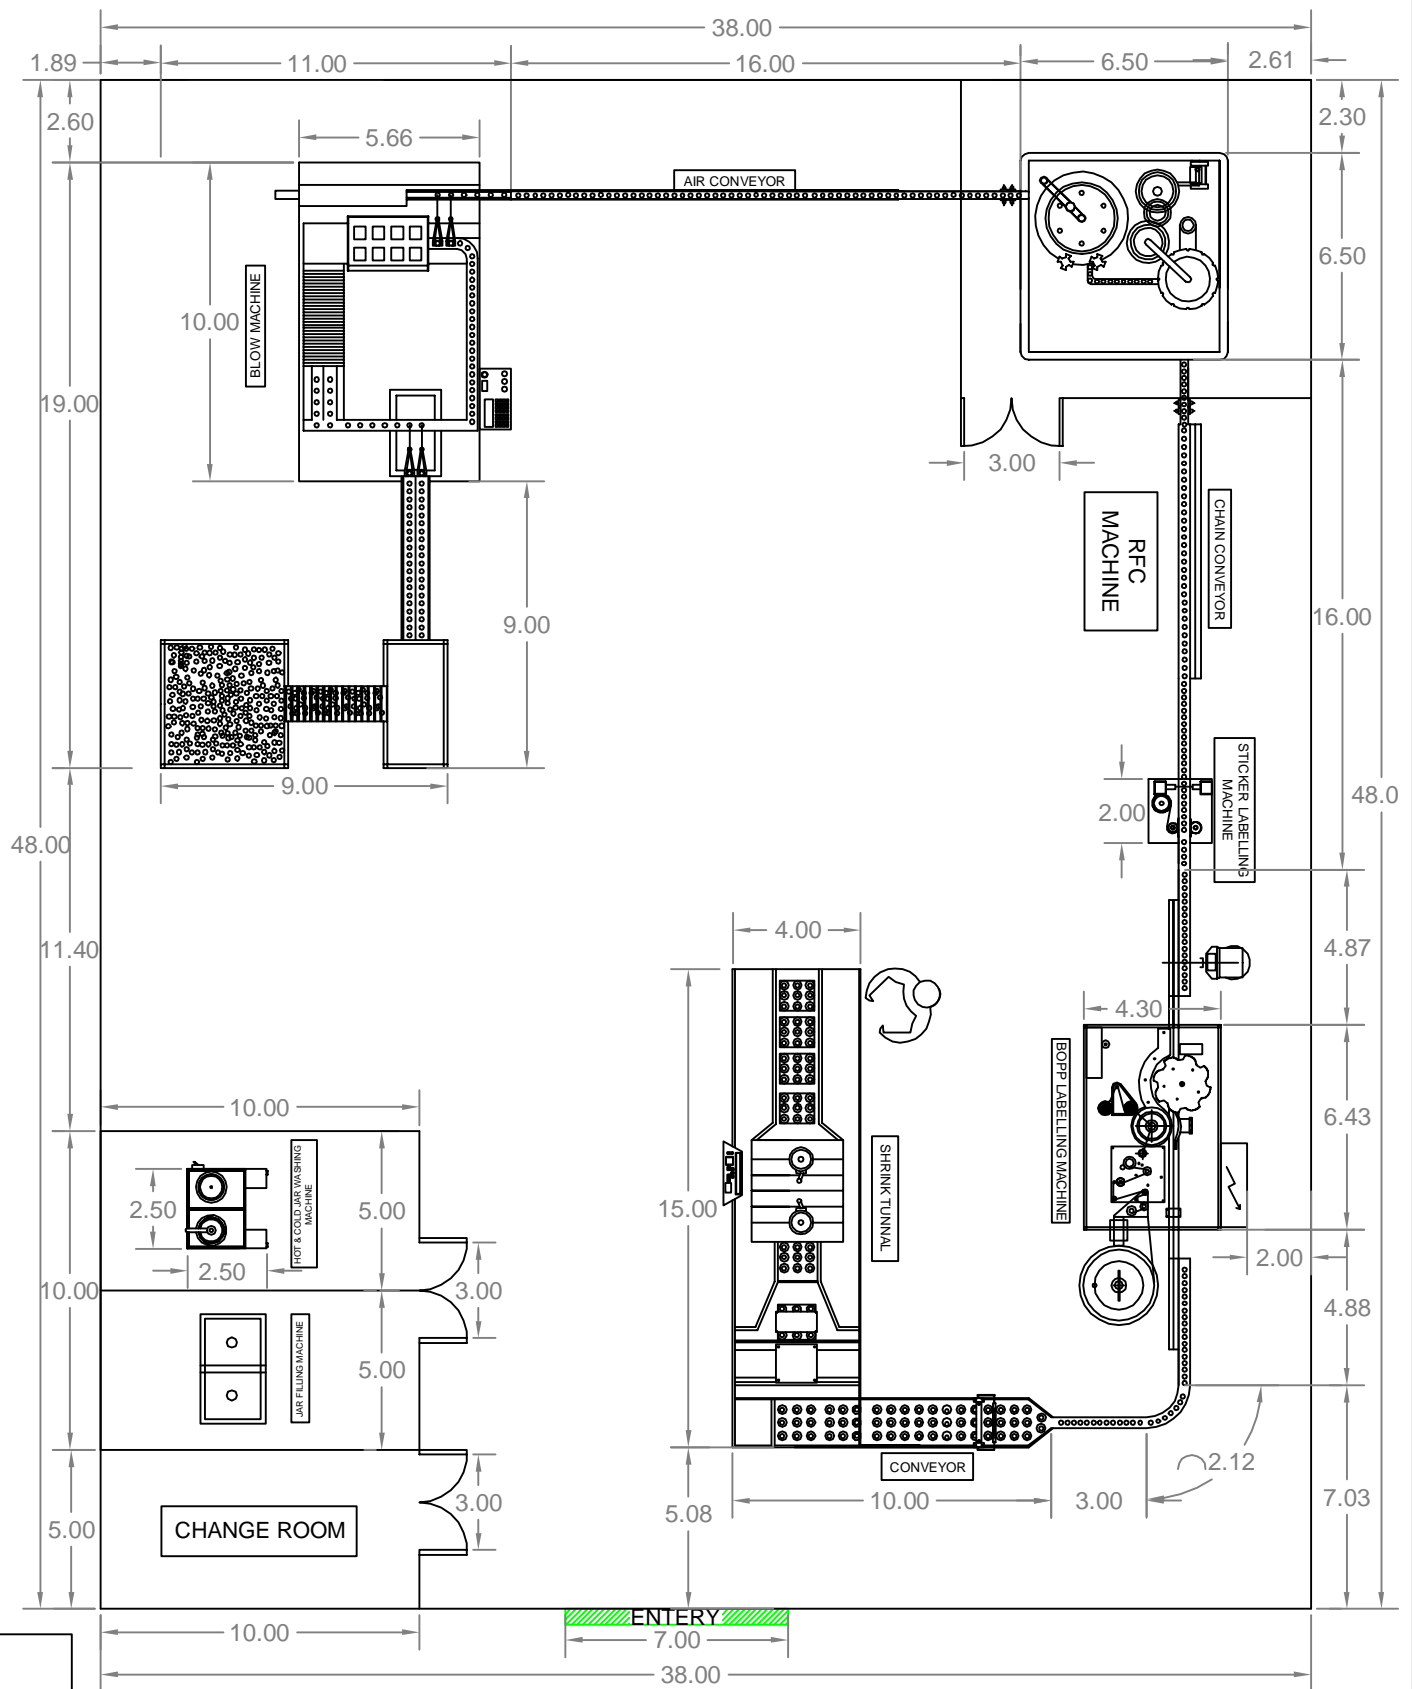 38.00
1.89
11.00
16.00
6.50
2.61
2.60
5.66
2.30
AIR CONVEYOR
6.50
10.00
BLOW MACHINE
19.00
3.00
RFC
MACHINE
CHAIN CONVEYOR
16.00
9.00
9.00
2.00
STICKER LABELLING
MACHINE
48.00
48.0
11.40
4.00
4.87
4.30
BOPP LABELLING MACHINE
6.43
10.00
HOT & COLD JAR WASHING
MACHINE
2.50
5.00
2.50
15.00
SHRINK TUNNAL
2.00
10.00
3.00
4.88
JAR FILLING MACHINE
5.00
CONVEYOR
2.12
10.00
3.00
7.03
3.00
5.08
5.00
CHANGE ROOM
ENTERY
10.00
7.00
38.00